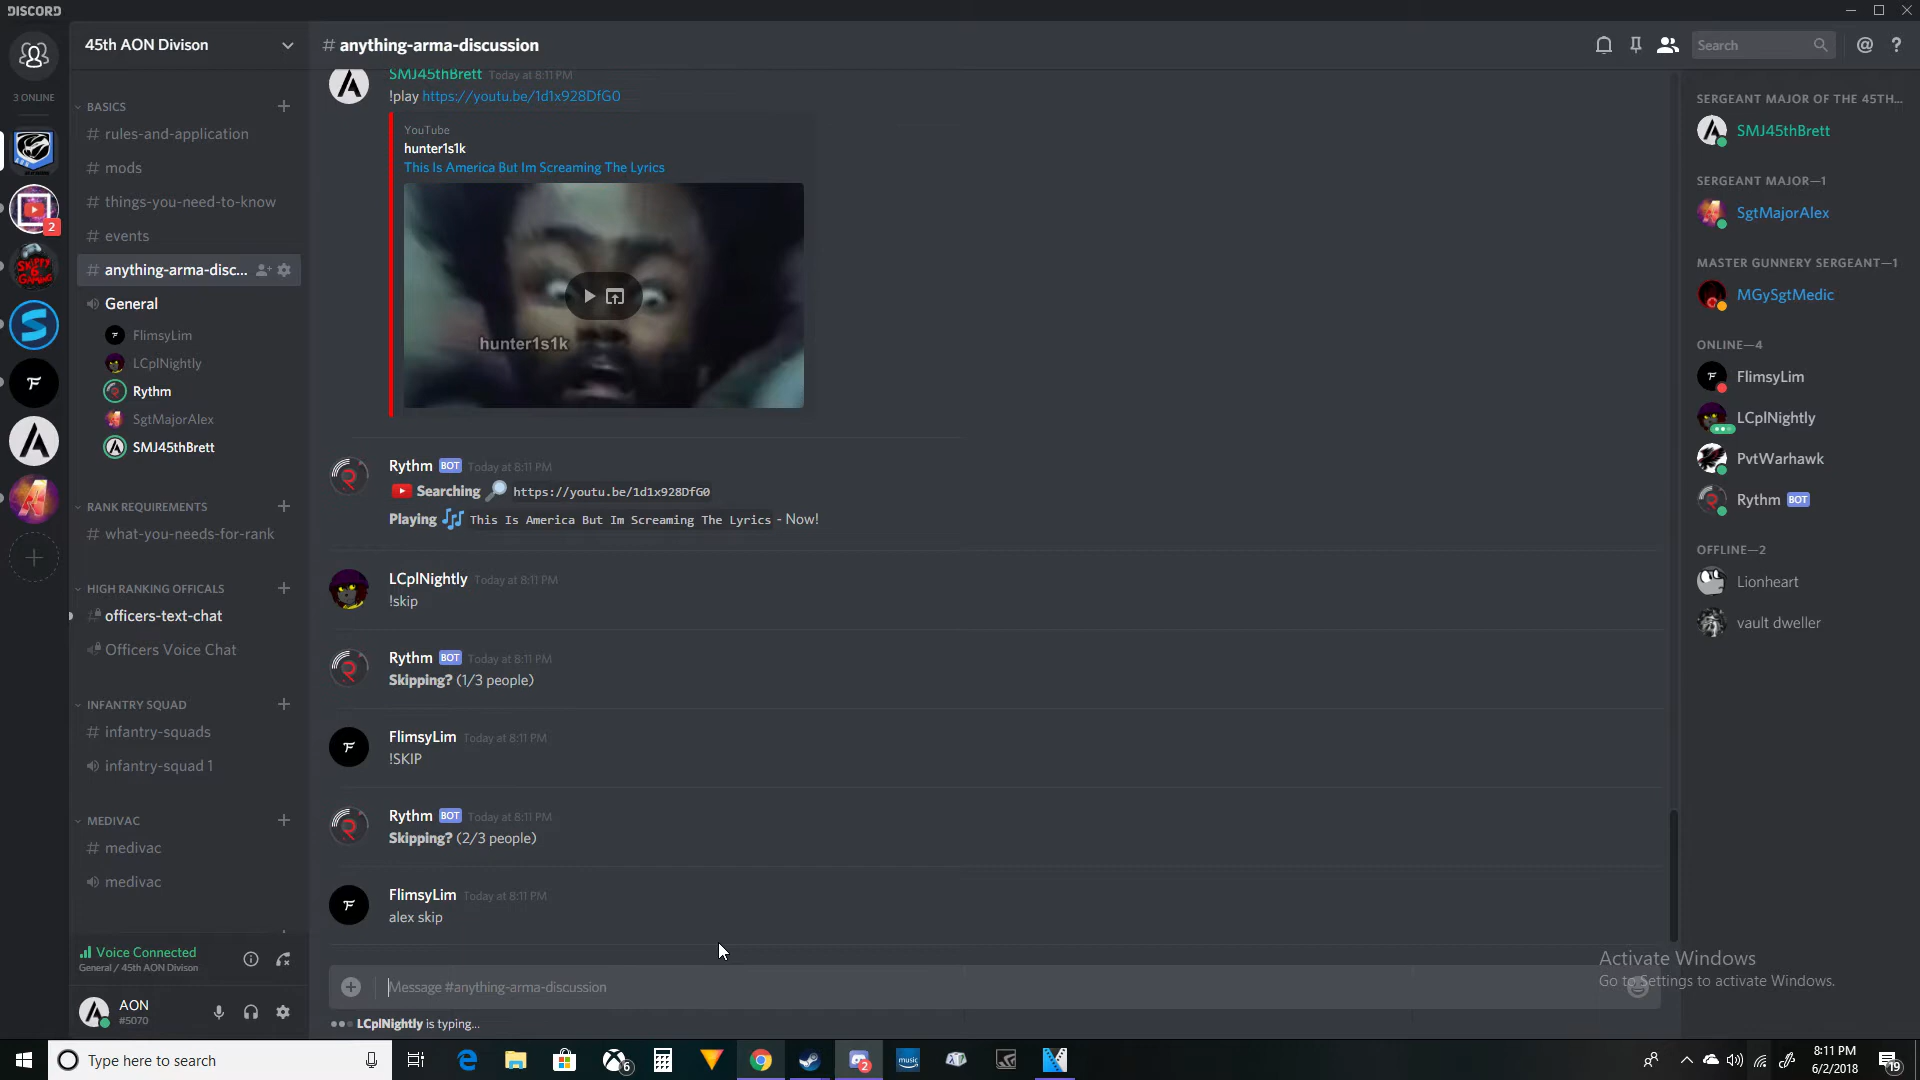 DISCORD
3 ONLINE
2
45th AON Divison
BASICS
# rules-and-application
# mods
# things-you-need-to-know
# events
# anything-arma-disc...
General
FlimsyLim
LCplNightly
Rythm
SgtMajorAlex
SMJ45thBrett
RANK REQUIREMENTS
# what-you-needs-for-rank
HIGH RANKING OFFICALS
officers-text-chat
Officers Voice Chat
INFANTRY SQUAD
# infantry-squads
infantry-squad 1
MEDIVAC
# medivac
medivac
Voice Connected
General / 45th AON Divison
AON
#5070
# anything-arma-discussion
Search
SMJ45thBrett Today at 8:11 PM
!play https://youtu.be/1d1x928DfG0
YouTube
hunter1s1k
This Is America But Im Screaming The Lyrics
hunter1s1k
Rythm BOT Today at 8:11 PM
Searching https://youtu.be/1d1x928DfG0
Playing This Is America But Im Screaming The Lyrics - Now!
LCplNightly Today at 8:11 PM
!skip
Rythm BOT Today at 8:11 PM
Skipping? (1/3 people)
FlimsyLim Today at 8:11 PM
!SKIP
Rythm BOT Today at 8:11 PM
Skipping? (2/3 people)
FlimsyLim Today at 8:11 PM
alex skip
Message #anything-arma-discussion
LCplNightly is typing...
SERGEANT MAJOR OF THE 45TH...
SMJ45thBrett
SERGEANT MAJOR—1
SgtMajorAlex
MASTER GUNNERY SERGEANT—1
MGySgtMedic
ONLINE—4
FlimsyLim
LCplNightly
PvtWarhawk
Rythm BOT
OFFLINE—2
Lionheart
vault dweller
Activate Windows
Go to Settings to activate Windows.
Type here to search
6
2
music
8:11 PM
6/2/2018
19